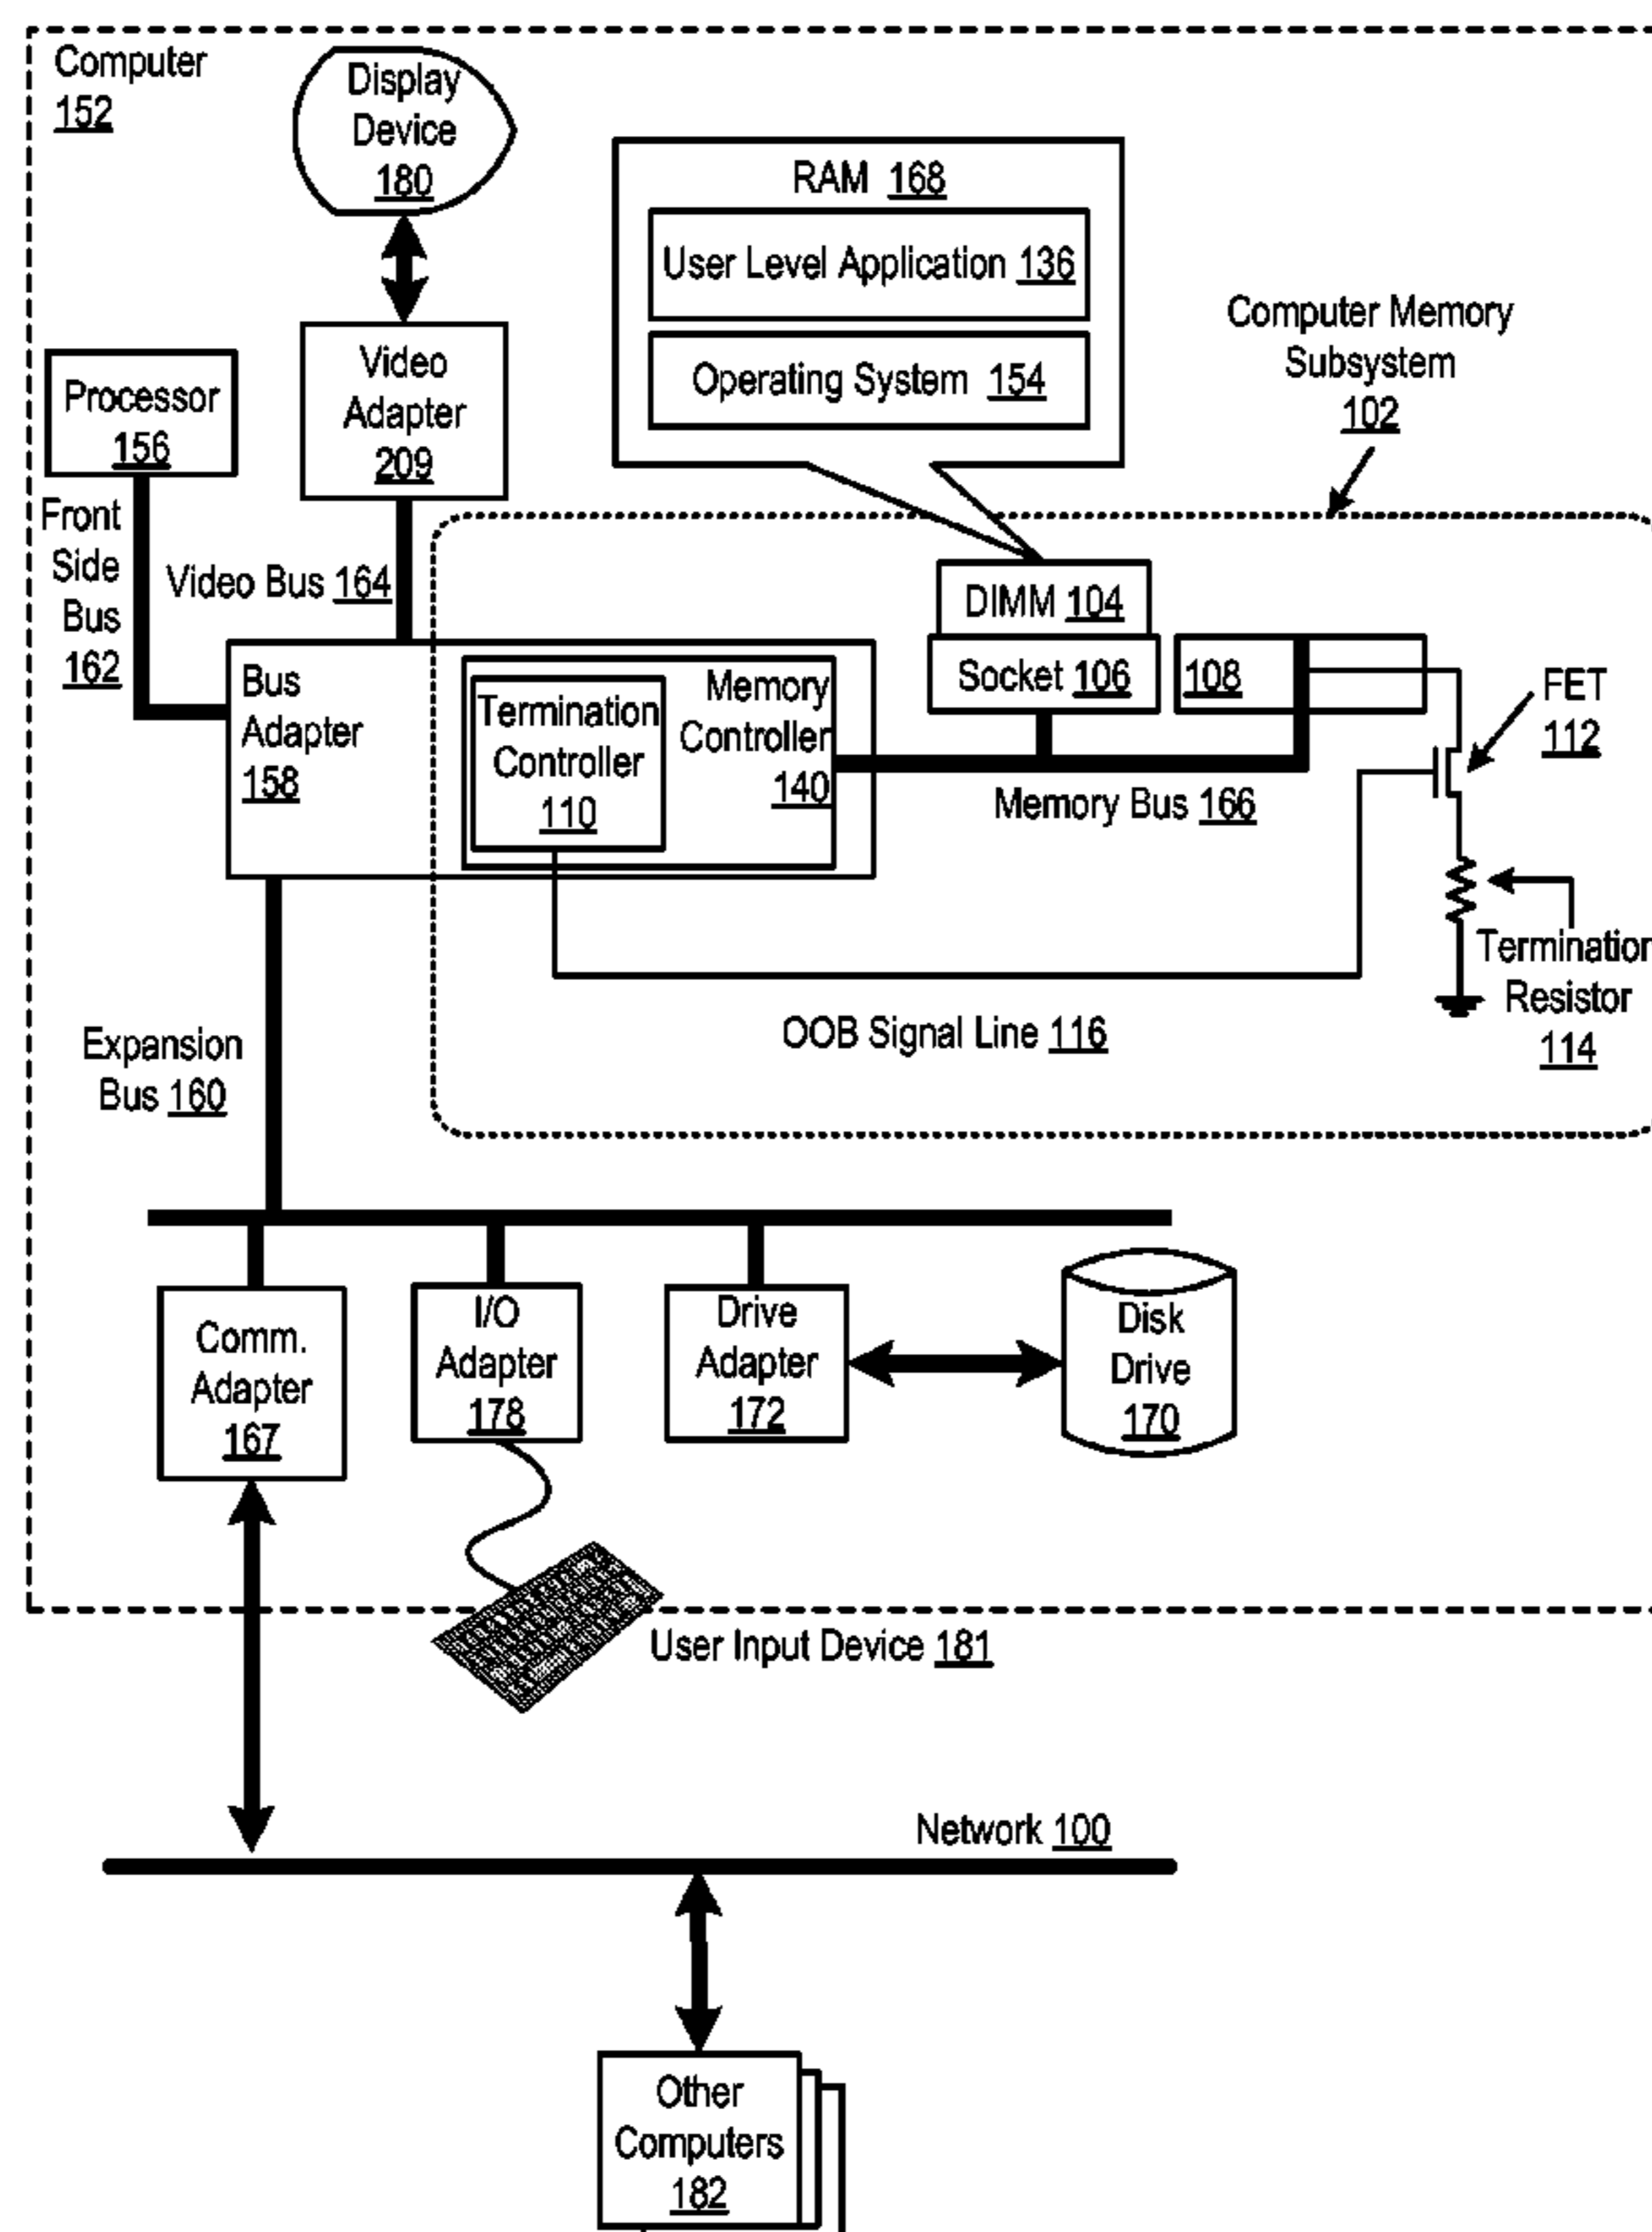 Computer
152
Display
Device
180
RAM 168
User Level Application 136
Operating System 154
Computer Memory
Subsystem
102
Processor
156
Video
Adapter
209
Front
Side
Bus
162
Video Bus 164
DIMM 104
Socket 106
108
FET
112
Bus
Adapter
158
Termination
Controller
110
Memory
Controller
140
Memory Bus 166
Termination
Resistor
114
OOB Signal Line 116
Expansion
Bus 160
Comm.
Adapter
167
I/O
Adapter
178
Drive
Adapter
172
Disk
Drive
170
User Input Device 181
Network 100
Other
Computers
182